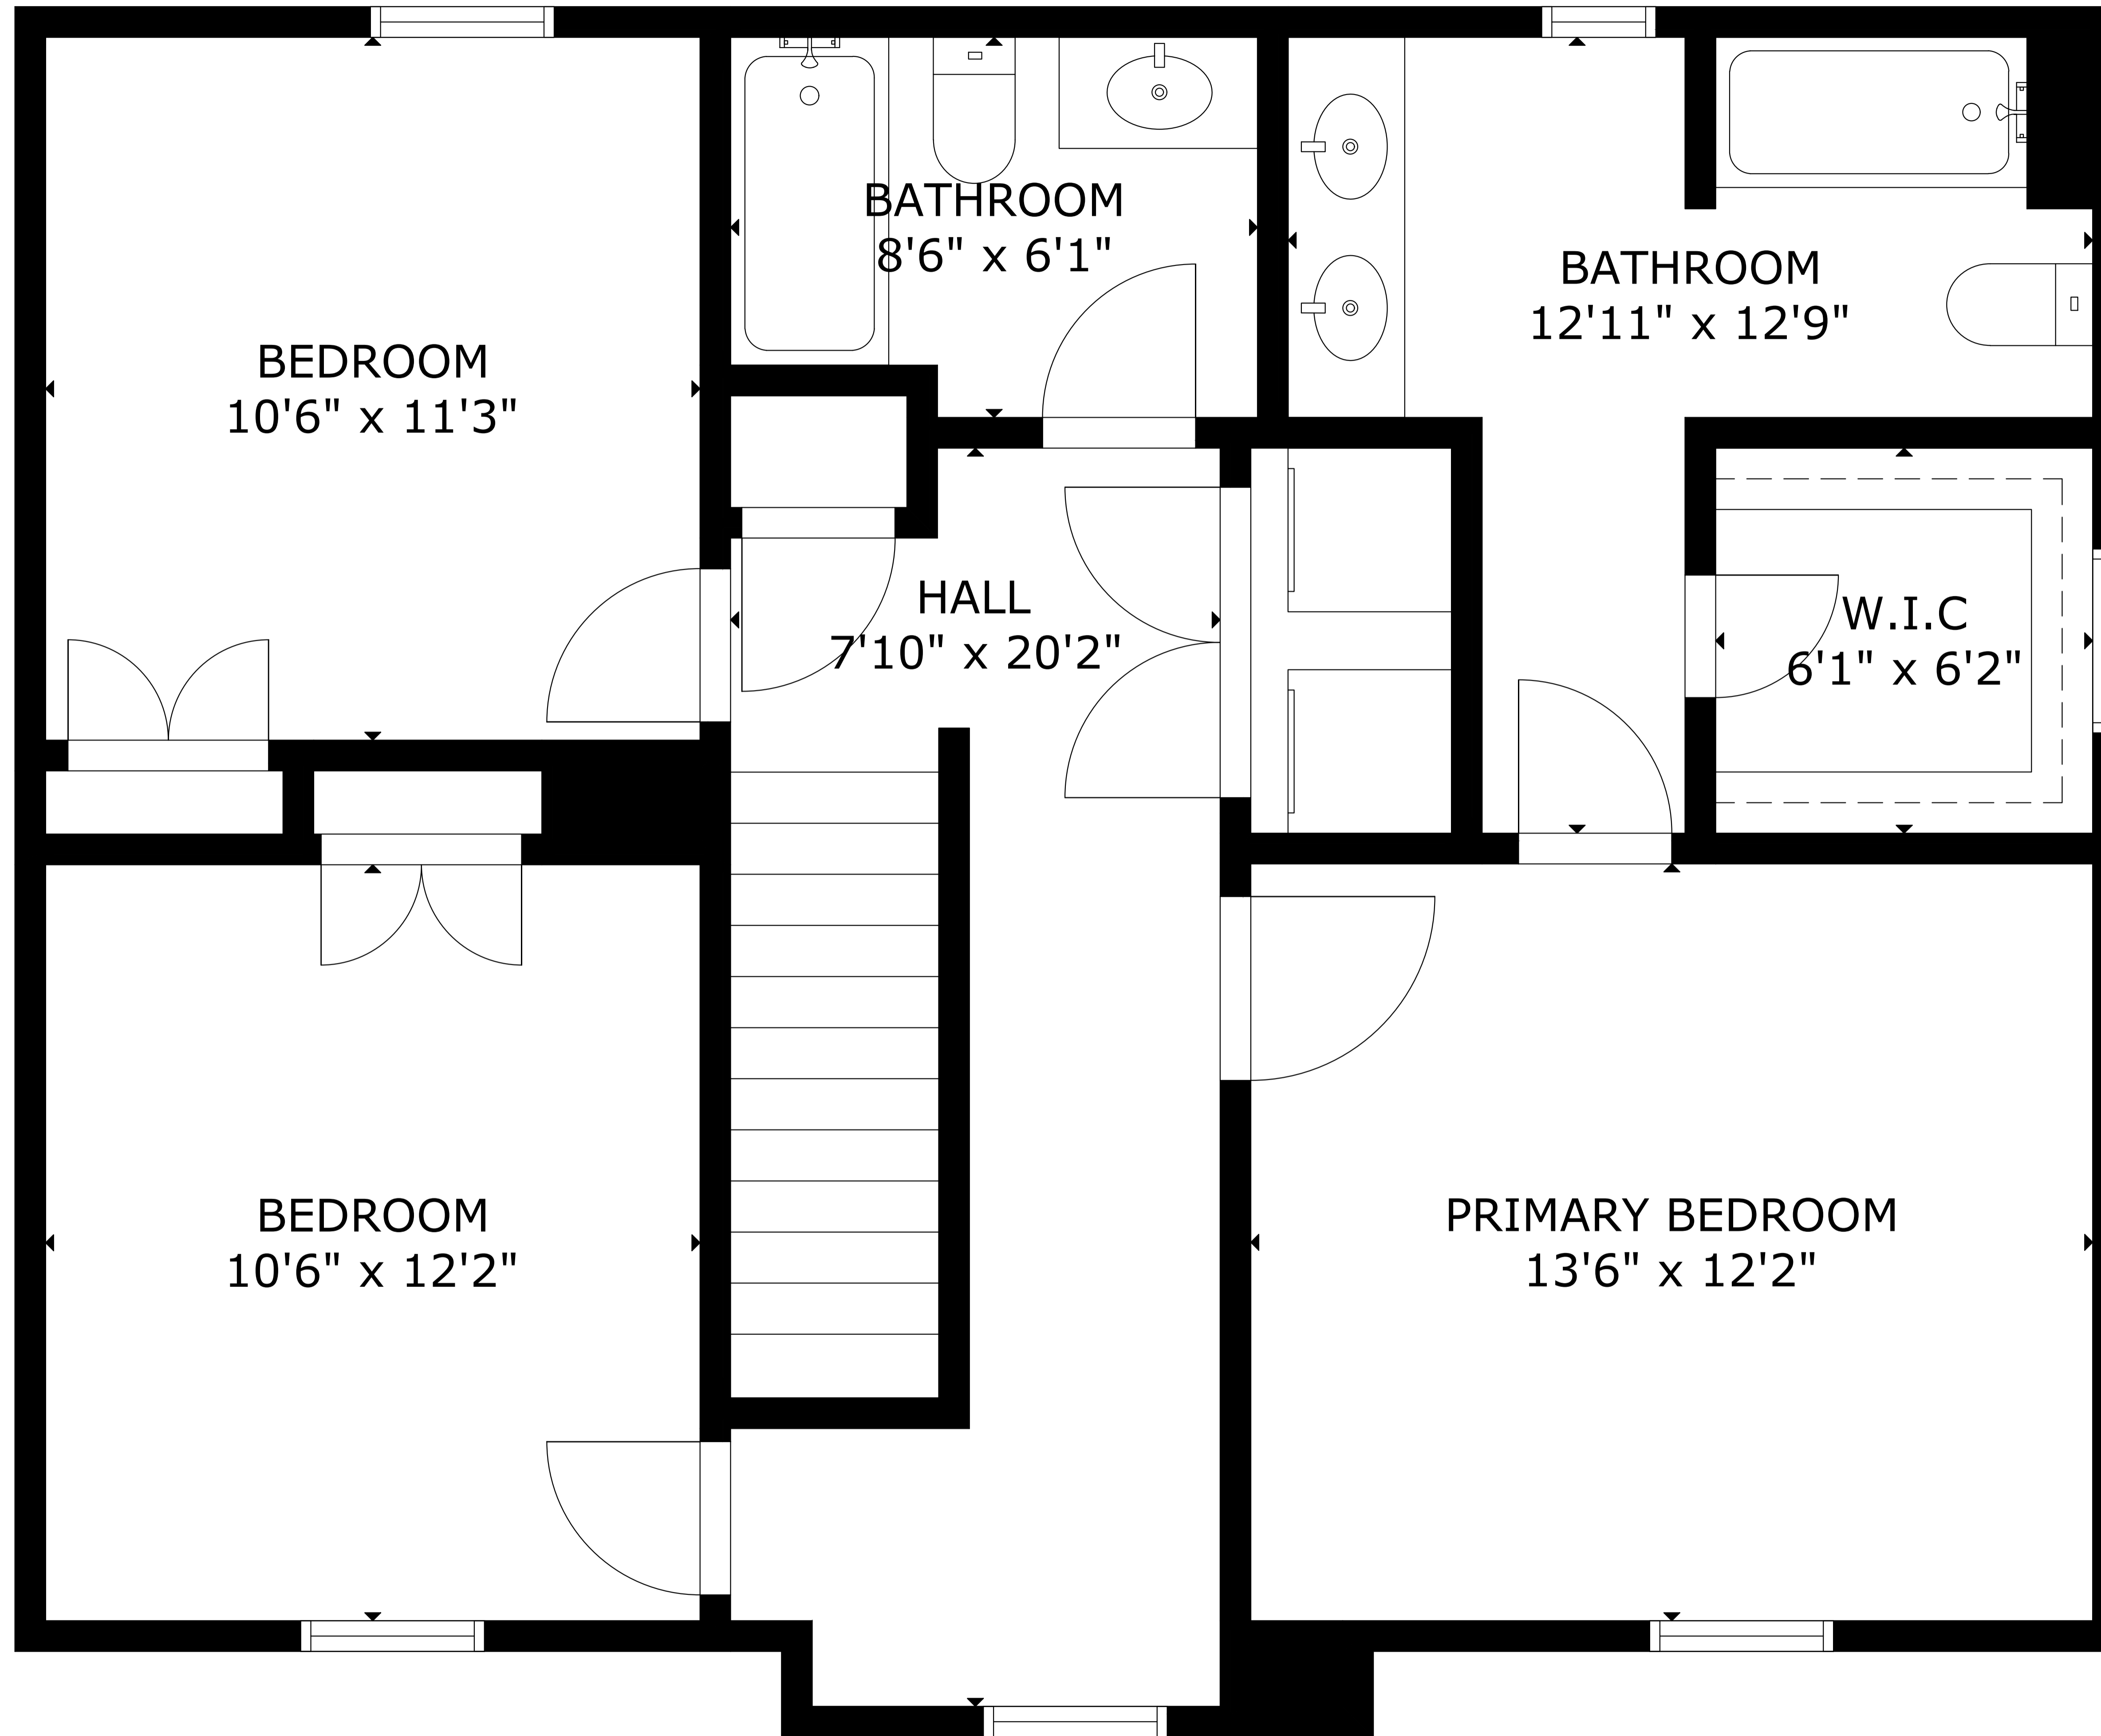 BATHROOM
8'6" x 6'1"
BATHROOM
12'11" x 12'9"
BEDROOM
10'6" x 11'3"
HALL
7'10" x 20'2"
W.I.C
6'1" x 6'2"
BEDROOM
10'6" x 12'2"
PRIMARY BEDROOM
13'6" x 12'2"